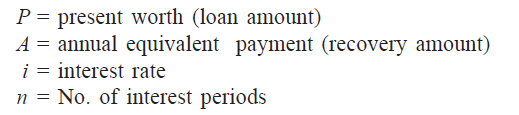 P = present worth (loan amount)
A = annual equivalent payment (recovery amount)
i = interest rate
n = No. of interest periods